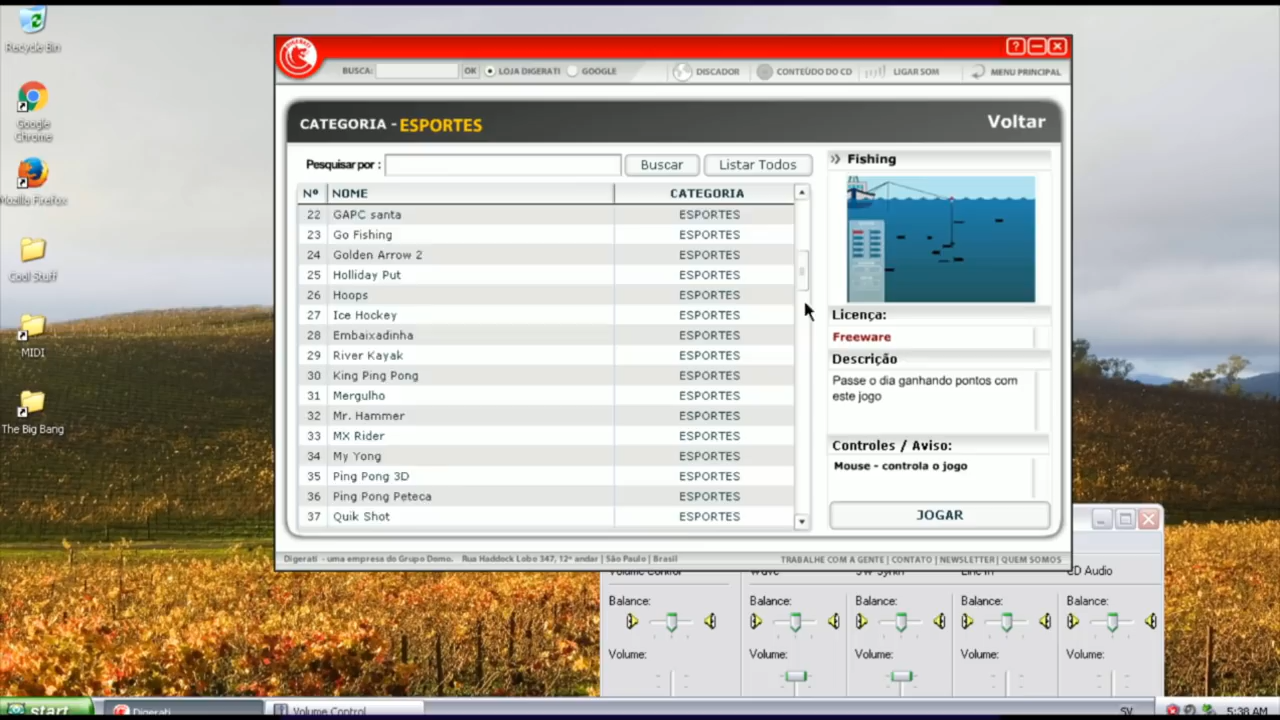 Recycle Bin
Google
Chrome
Mozilla Firefox
Cool Stuff
MIDI
The Big Bang
DIGERATI
BUSCA:
OK
LOJA DIGERATI
GOOGLE
DISCADOR
CONTEÚDO DO CD
LIGAR SOM
MENU PRINCIPAL
CATEGORIA - ESPORTES
Voltar
Pesquisar por :
Buscar
Listar Todos
Nº NOME CATEGORIA
22 GAPC santa ESPORTES
23 Go Fishing ESPORTES
24 Golden Arrow 2 ESPORTES
25 Holliday Put ESPORTES
26 Hoops ESPORTES
27 Ice Hockey ESPORTES
28 Embaixadinha ESPORTES
29 River Kayak ESPORTES
30 King Ping Pong ESPORTES
31 Mergulho ESPORTES
32 Mr. Hammer ESPORTES
33 MX Rider ESPORTES
34 My Yong ESPORTES
35 Ping Pong 3D ESPORTES
36 Ping Pong Peteca ESPORTES
37 Quik Shot ESPORTES
Fishing
Licença:
Freeware
Descrição
Passe o dia ganhando pontos com
este jogo
Controles / Aviso:
Mouse - controla o jogo
JOGAR
Digerati - uma empresa do Grupo Domo. Rua Haddock Lobo 347, 12º andar | São Paulo | Brasil
TRABALHE COM A GENTE | CONTATO | NEWSLETTER | QUEM SOMOS
Volume Control Wave SW Synth Line In CD Audio
Balance: Balance: Balance: Balance: Balance:
Volume: Volume: Volume: Volume: Volume:
start
Digerati
Volume Control
SV
5:38 AM